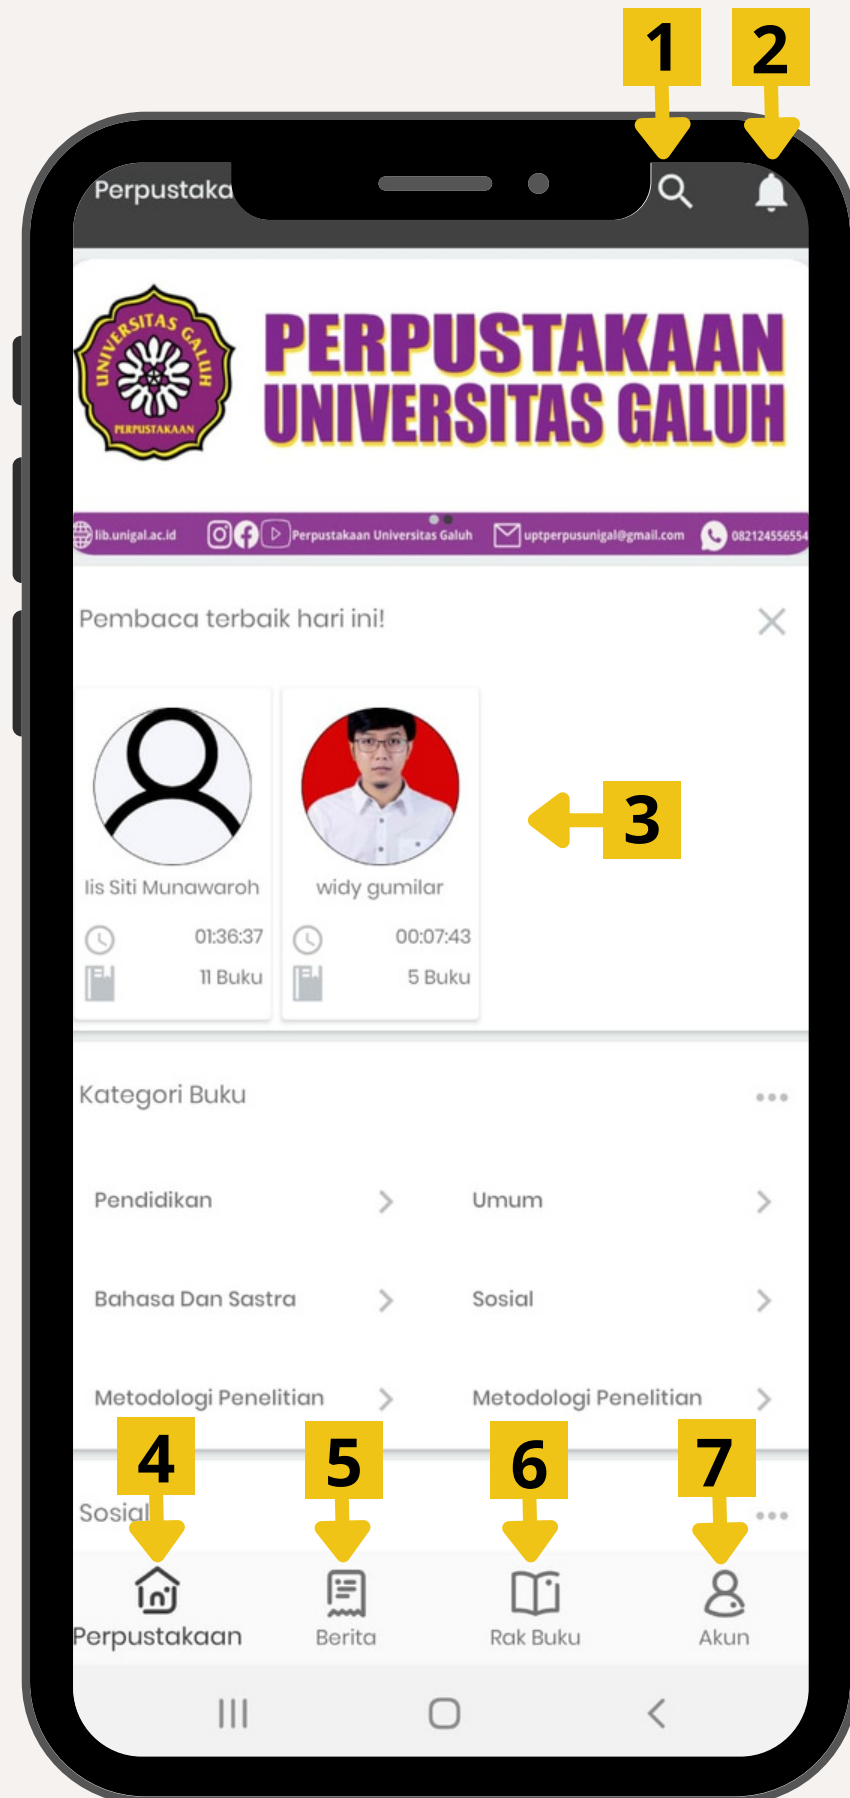 1 2
Perpustaka
UNIVERSITAS GALUH
PERPUSTAKAAN
PERPUSTAKAAN
UNIVERSITAS GALUH
lib.unigal.ac.id Perpustakaan Universitas Galuh uptperpusunigal@gmail.com 082124556554
Pembaca terbaik hari ini!
3
Iis Siti Munawaroh widy gumilar
01:36:37 00:07:43
11 Buku 5 Buku
Kategori Buku
Pendidikan Umum
Bahasa Dan Sastra Sosial
Metodologi Penelitian Metodologi Penelitian
4 5 6 7
Sosial
Perpustakaan Berita Rak Buku Akun